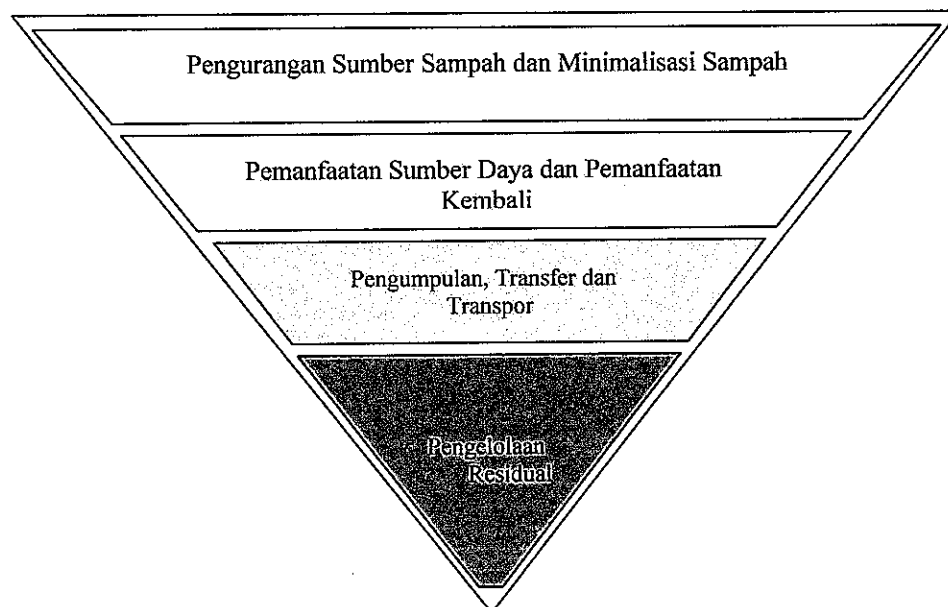 Pengurangan Sumber Sampah dan Minimalisasi Sampah
Pemanfaatan Sumber Daya dan Pemanfaatan
Kembali
Pengumpulan, Transfer dan
Transpor
Pengelolaan
Residual